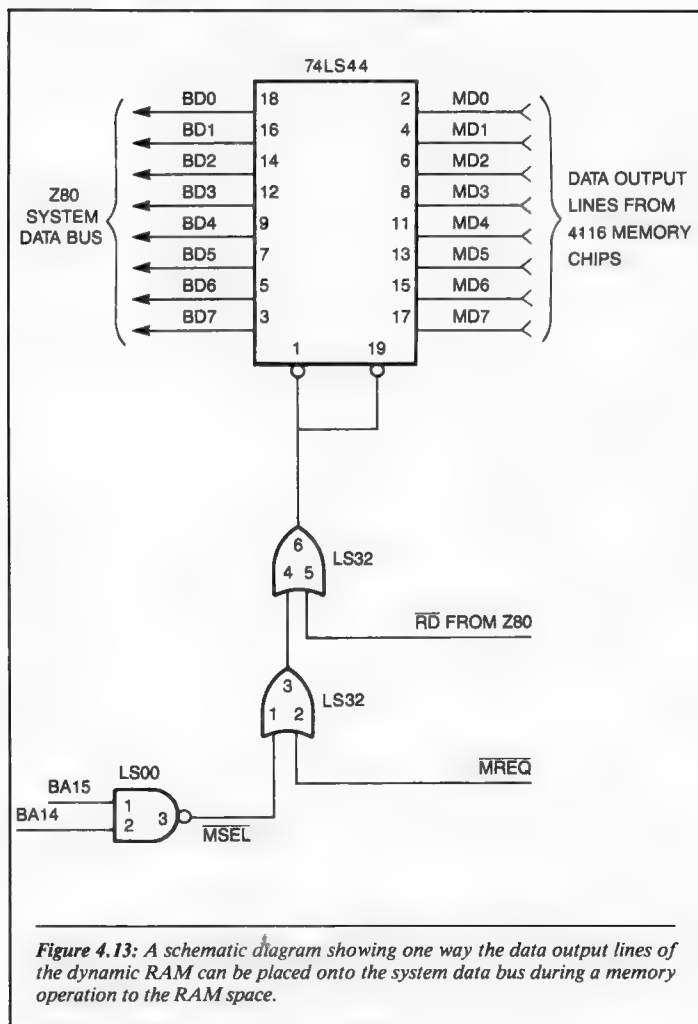 74LS44
BD0 18 2 MD0
BD1 16 4 MD1
BD2 14 6 MD2
BD3 12 8 MD3
BD4 9 11 MD4
BD5 7 13 MD5
BD6 5 15 MD6
BD7 3 17 MD7
1 19
Z80
SYSTEM
DATA BUS
DATA OUTPUT
LINES FROM
4116 MEMORY
CHIPS
6
4 5
LS32
RD FROM Z80
3
1 2
LS32
MREQ
LS00
BA15
BA14
1
2
3
MSEL
Figure 4.13: A schematic diagram showing one way the data output lines of
the dynamic RAM can be placed onto the system data bus during a memory
operation to the RAM space.